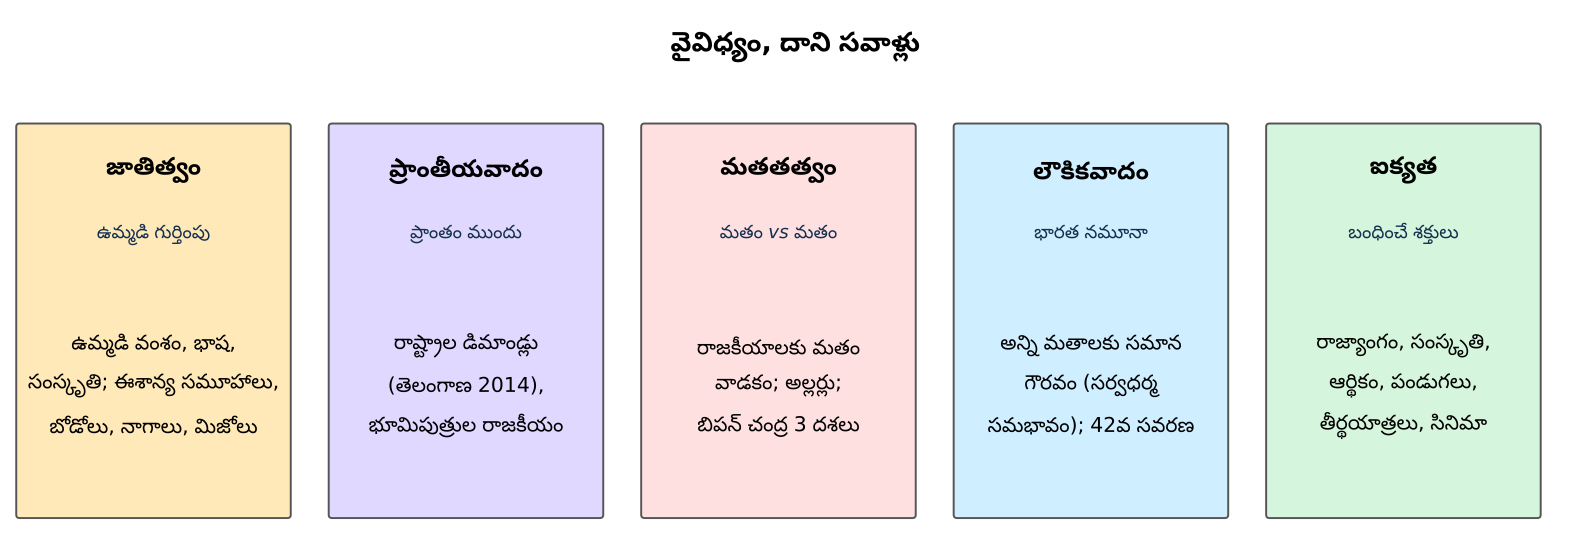 వైవిధ్యం, దాని సవాళ్లు
జాతిత్వం
ఉమ్మడి గుర్తింపు
ఉమ్మడి వంశం, భాష,
సంస్కృతి; ఈశాన్య సమూహాలు,
బోడోలు, నాగాలు, మిజోలు
ప్రాంతీయవాదం
ప్రాంతం ముందు
రాష్ట్రాల డిమాండ్లు
(తెలంగాణ 2014),
భూమిపుత్రుల రాజకీయం
మతతత్వం
మతం vs మతం
రాజకీయాలకు మతం
వాడకం; అల్లర్లు;
బిపన్ చంద్ర 3 దశలు
లౌకికవాదం
భారత నమూనా
అన్ని మతాలకు సమాన
గౌరవం (సర్వధర్మ
సమభావం); 42వ సవరణ
ఐక్యత
బంధించే శక్తులు
రాజ్యాంగం, సంస్కృతి,
ఆర్థికం, పండుగలు,
తీర్థయాత్రలు, సినిమా